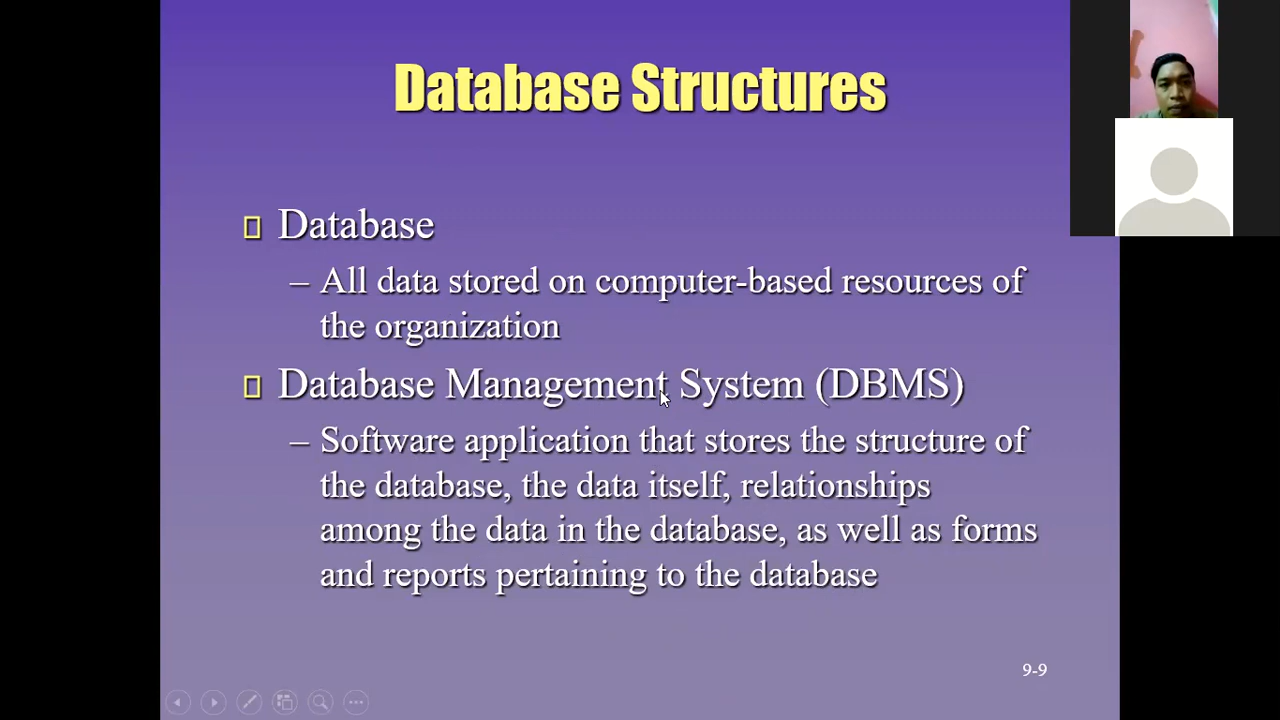 Database Structures
Database
– All data stored on computer-based resources of
the organization
Database Management System (DBMS)
– Software application that stores the structure of
the database, the data itself, relationships
among the data in the database, as well as forms
and reports pertaining to the database
9-9